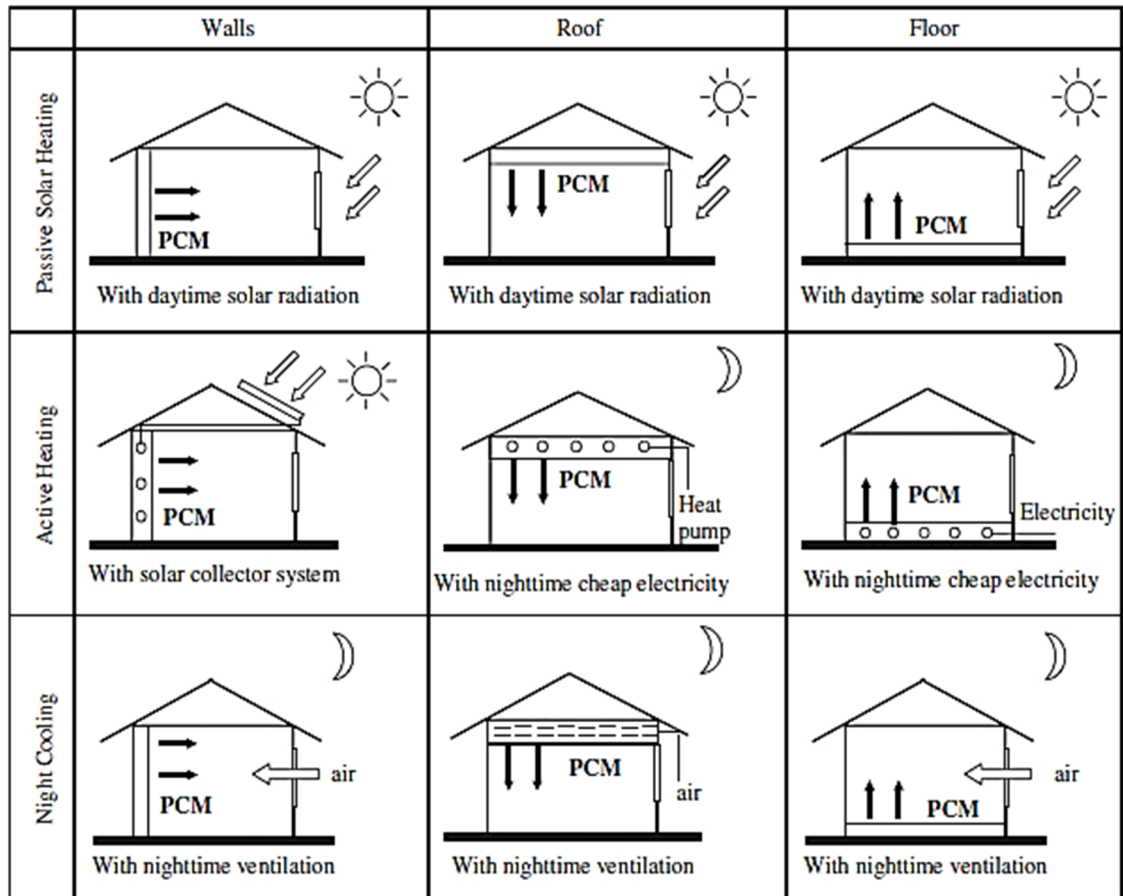 Walls
Roof
Floor
Passive Solar Heating
PCM
With daytime solar radiation
PCM
With daytime solar radiation
PCM
With daytime solar radiation
Active Heating
PCM
With solar collector system
PCM
Heat
pump
With nighttime cheap electricity
PCM
Electricity
With nighttime cheap electricity
Night Cooling
air
PCM
With nighttime ventilation
PCM
air
With nighttime ventilation
air
PCM
With nighttime ventilation